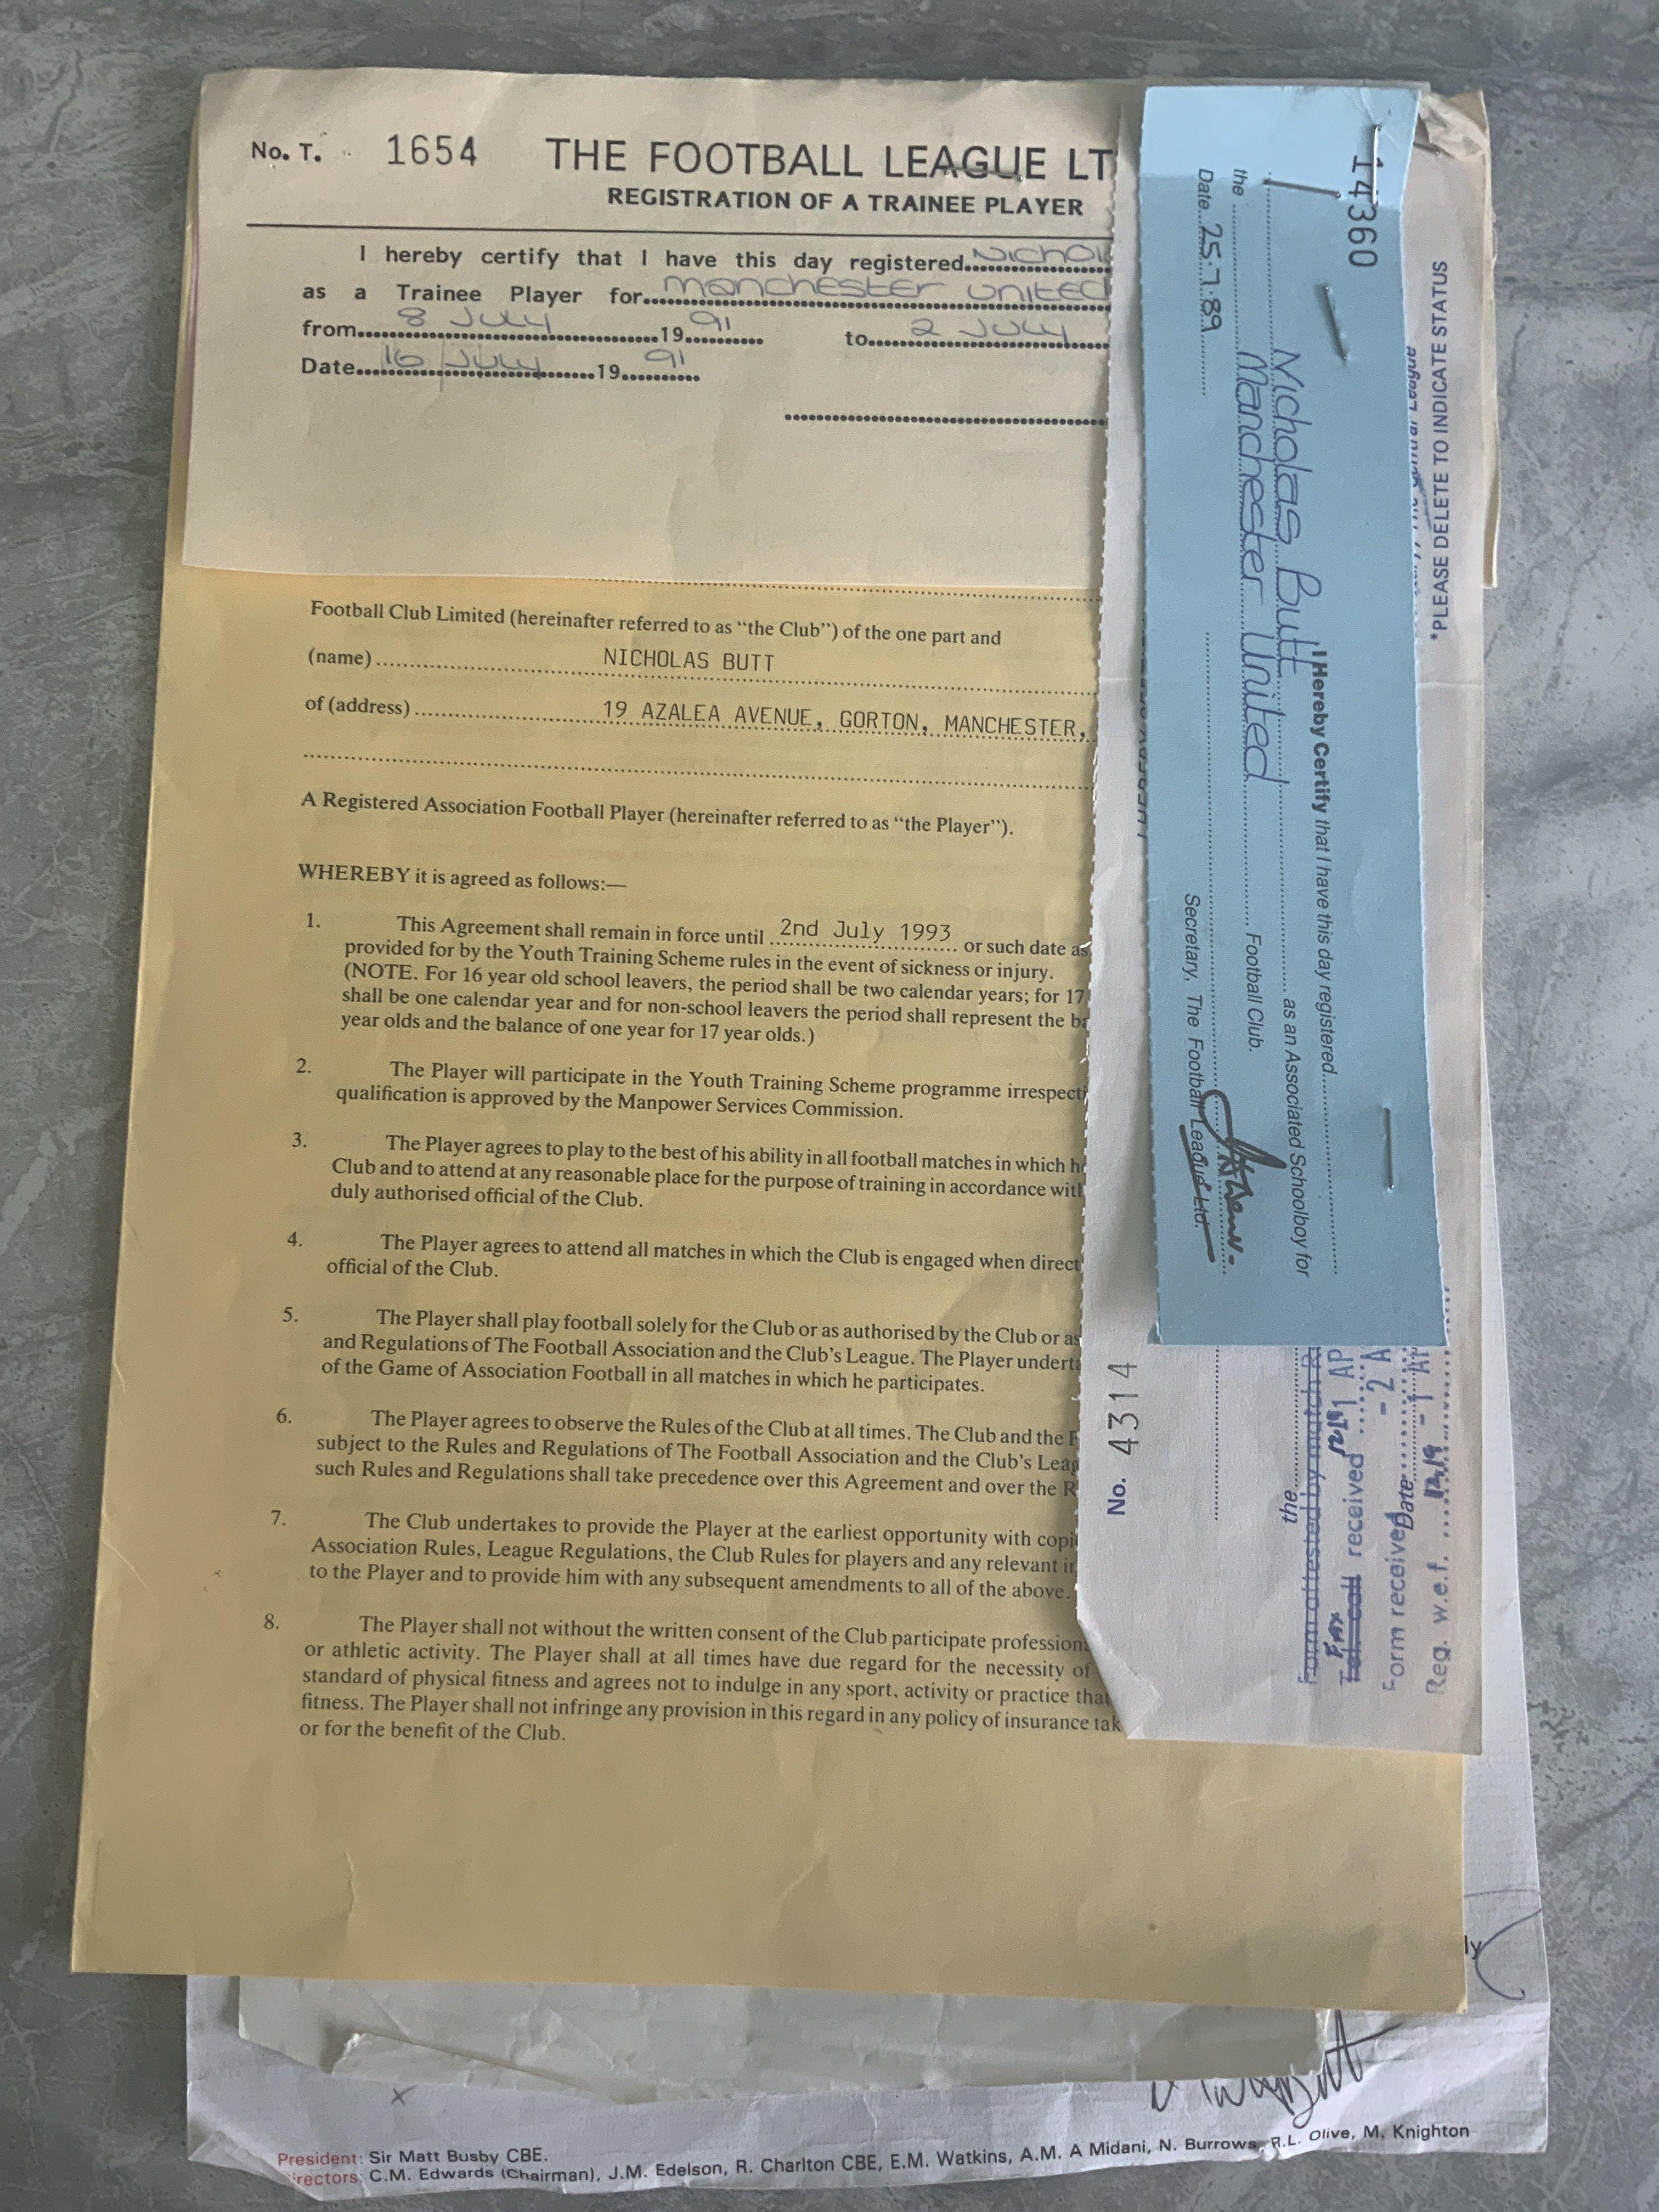 No. T. 1654 THE FOOTBALL LEAGUE LT
REGISTRATION OF A TRAINEE PLAYER
I hereby certify that I have this day registered Nichol
as a Trainee Player for Manchester United
from 8 July 19 91 to 2 July
Date 16 July 19 91
Football Club Limited (hereinafter referred to as "the Club") of the one part and
(name) NICHOLAS BUTT
of (address) 19 AZALEA AVENUE, GORTON, MANCHESTER,
A Registered Association Football Player (hereinafter referred to as "the Player").
WHEREBY it is agreed as follows:—
1. This Agreement shall remain in force until 2nd July 1993 or such date as
provided for by the Youth Training Scheme rules in the event of sickness or injury.
(NOTE. For 16 year old school leavers, the period shall be two calendar years; for 17
shall be one calendar year and for non-school leavers the period shall represent the ba
year olds and the balance of one year for 17 year olds.)
2. The Player will participate in the Youth Training Scheme programme irrespecti
qualification is approved by the Manpower Services Commission.
3. The Player agrees to play to the best of his ability in all football matches in which he
Club and to attend at any reasonable place for the purpose of training in accordance with
duly authorised official of the Club.
4. The Player agrees to attend all matches in which the Club is engaged when direct
official of the Club.
5. The Player shall play football solely for the Club or as authorised by the Club or as
and Regulations of The Football Association and the Club's League. The Player underta
of the Game of Association Football in all matches in which he participates.
6. The Player agrees to observe the Rules of the Club at all times. The Club and the P
subject to the Rules and Regulations of The Football Association and the Club's Leag
such Rules and Regulations shall take precedence over this Agreement and over the R
7. The Club undertakes to provide the Player at the earliest opportunity with copi
Association Rules, League Regulations, the Club Rules for players and any relevant in
to the Player and to provide him with any subsequent amendments to all of the above.
8. The Player shall not without the written consent of the Club participate profession
or athletic activity. The Player shall at all times have due regard for the necessity of
standard of physical fitness and agrees not to indulge in any sport, activity or practice that
fitness. The Player shall not infringe any provision in this regard in any policy of insurance tak
or for the benefit of the Club.
14360
I Hereby Certify that I have this day registered
Nicholas Butt as an Associated Schoolboy for
the Manchester United Football Club.
Date 25.7.89
Secretary, The Football League Ltd.
*PLEASE DELETE TO INDICATE STATUS
League
No. 4314
the
received 1 AP
Form received - 2 A
Date - 1 AP
Reg. w.e.f.
ly
President: Sir Matt Busby CBE.
irectors: C.M. Edwards (Chairman), J.M. Edelson, R. Charlton CBE, E.M. Watkins, A.M. A Midani, N. Burrows, R.L. Olive, M. Knighton